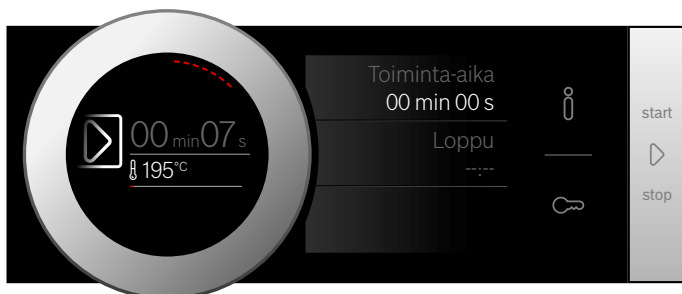 00 min 07 s
195°C
Toiminta-aika
00 min 00 s
Loppu
--:--
start
stop